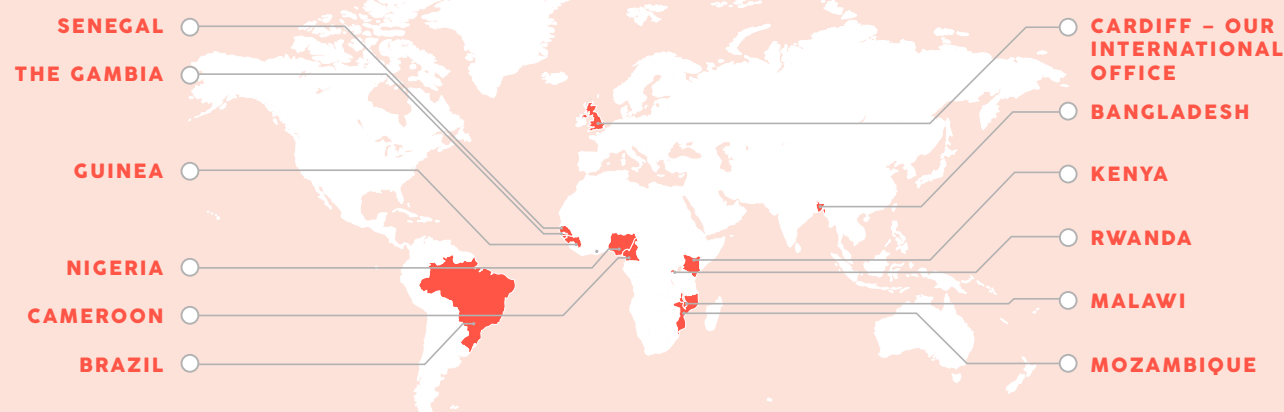 SENEGAL
THE GAMBIA
GUINEA
NIGERIA
CAMEROON
BRAZIL
CARDIFF – OUR
INTERNATIONAL
OFFICE
BANGLADESH
KENYA
RWANDA
MALAWI
MOZAMBIQUE